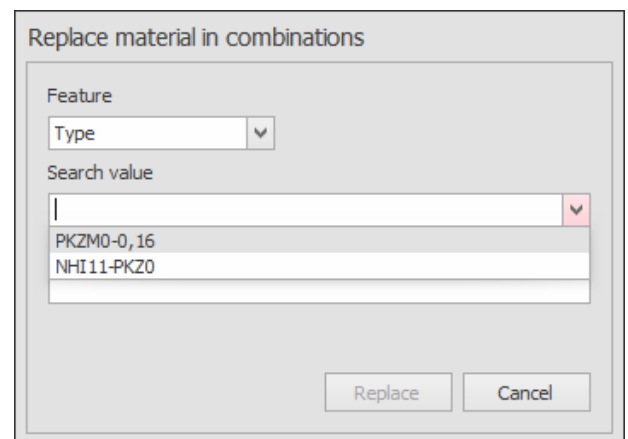 Replace material in combinations
Feature
Type
Search value
PKZM0-0,16
NHI11-PKZ0
Replace
Cancel